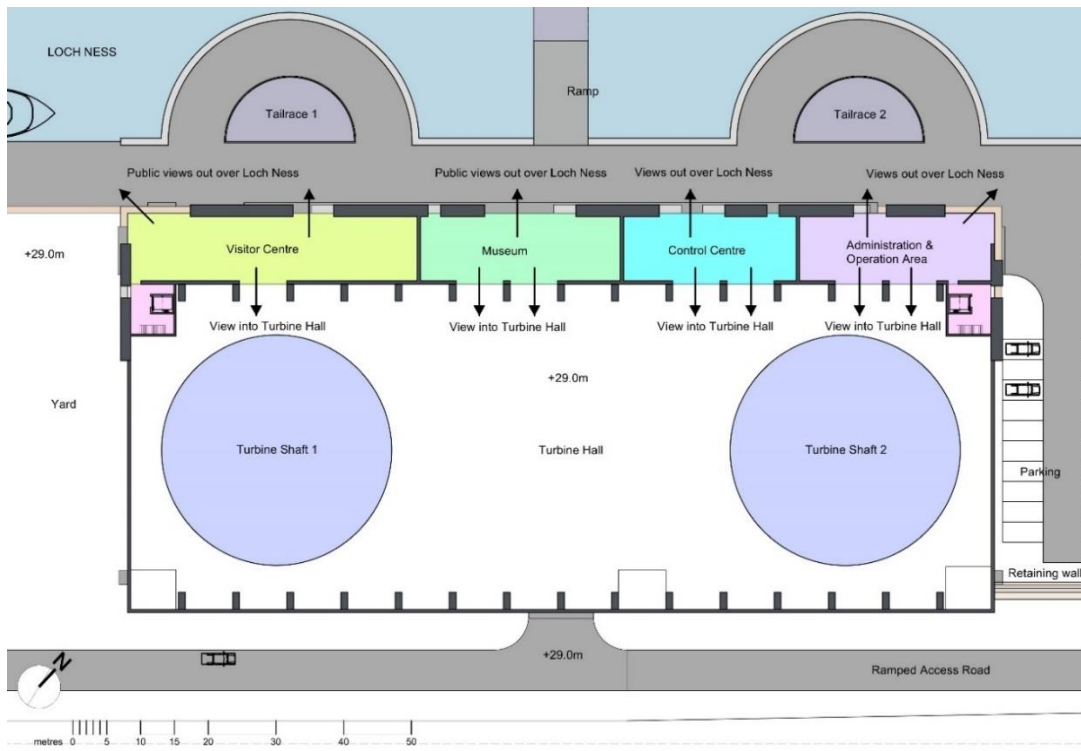 LOCH NESS
Tailrace 1
Ramp
Tailrace 2
Public views out over Loch Ness
Public views out over Loch Ness
Views out over Loch Ness
Views out over Loch Ness
+29.0m
Visitor Centre
Museum
Control Centre
Administration &
Operation Area
View into Turbine Hall
View into Turbine Hall
View into Turbine Hall
View into Turbine Hall
+29.0m
Yard
Turbine Shaft 1
Turbine Hall
Turbine Shaft 2
Parking
Retaining wall
+29.0m
Ramped Access Road
N
metres 0 5 10 15 20 30 40 50